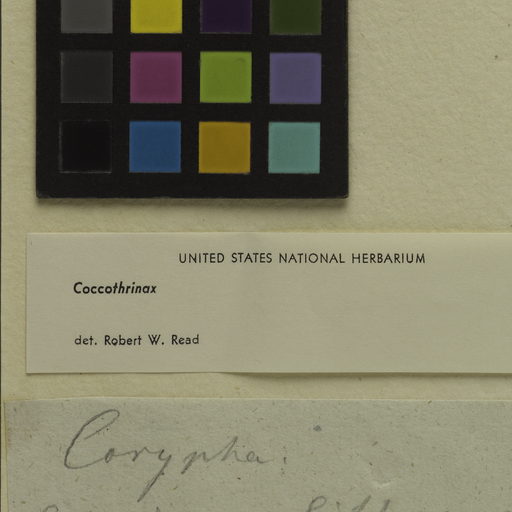 UNITED STATES NATIONAL HERBARIUM
Coccothrinax
det. Robert W. Read
Corypha.